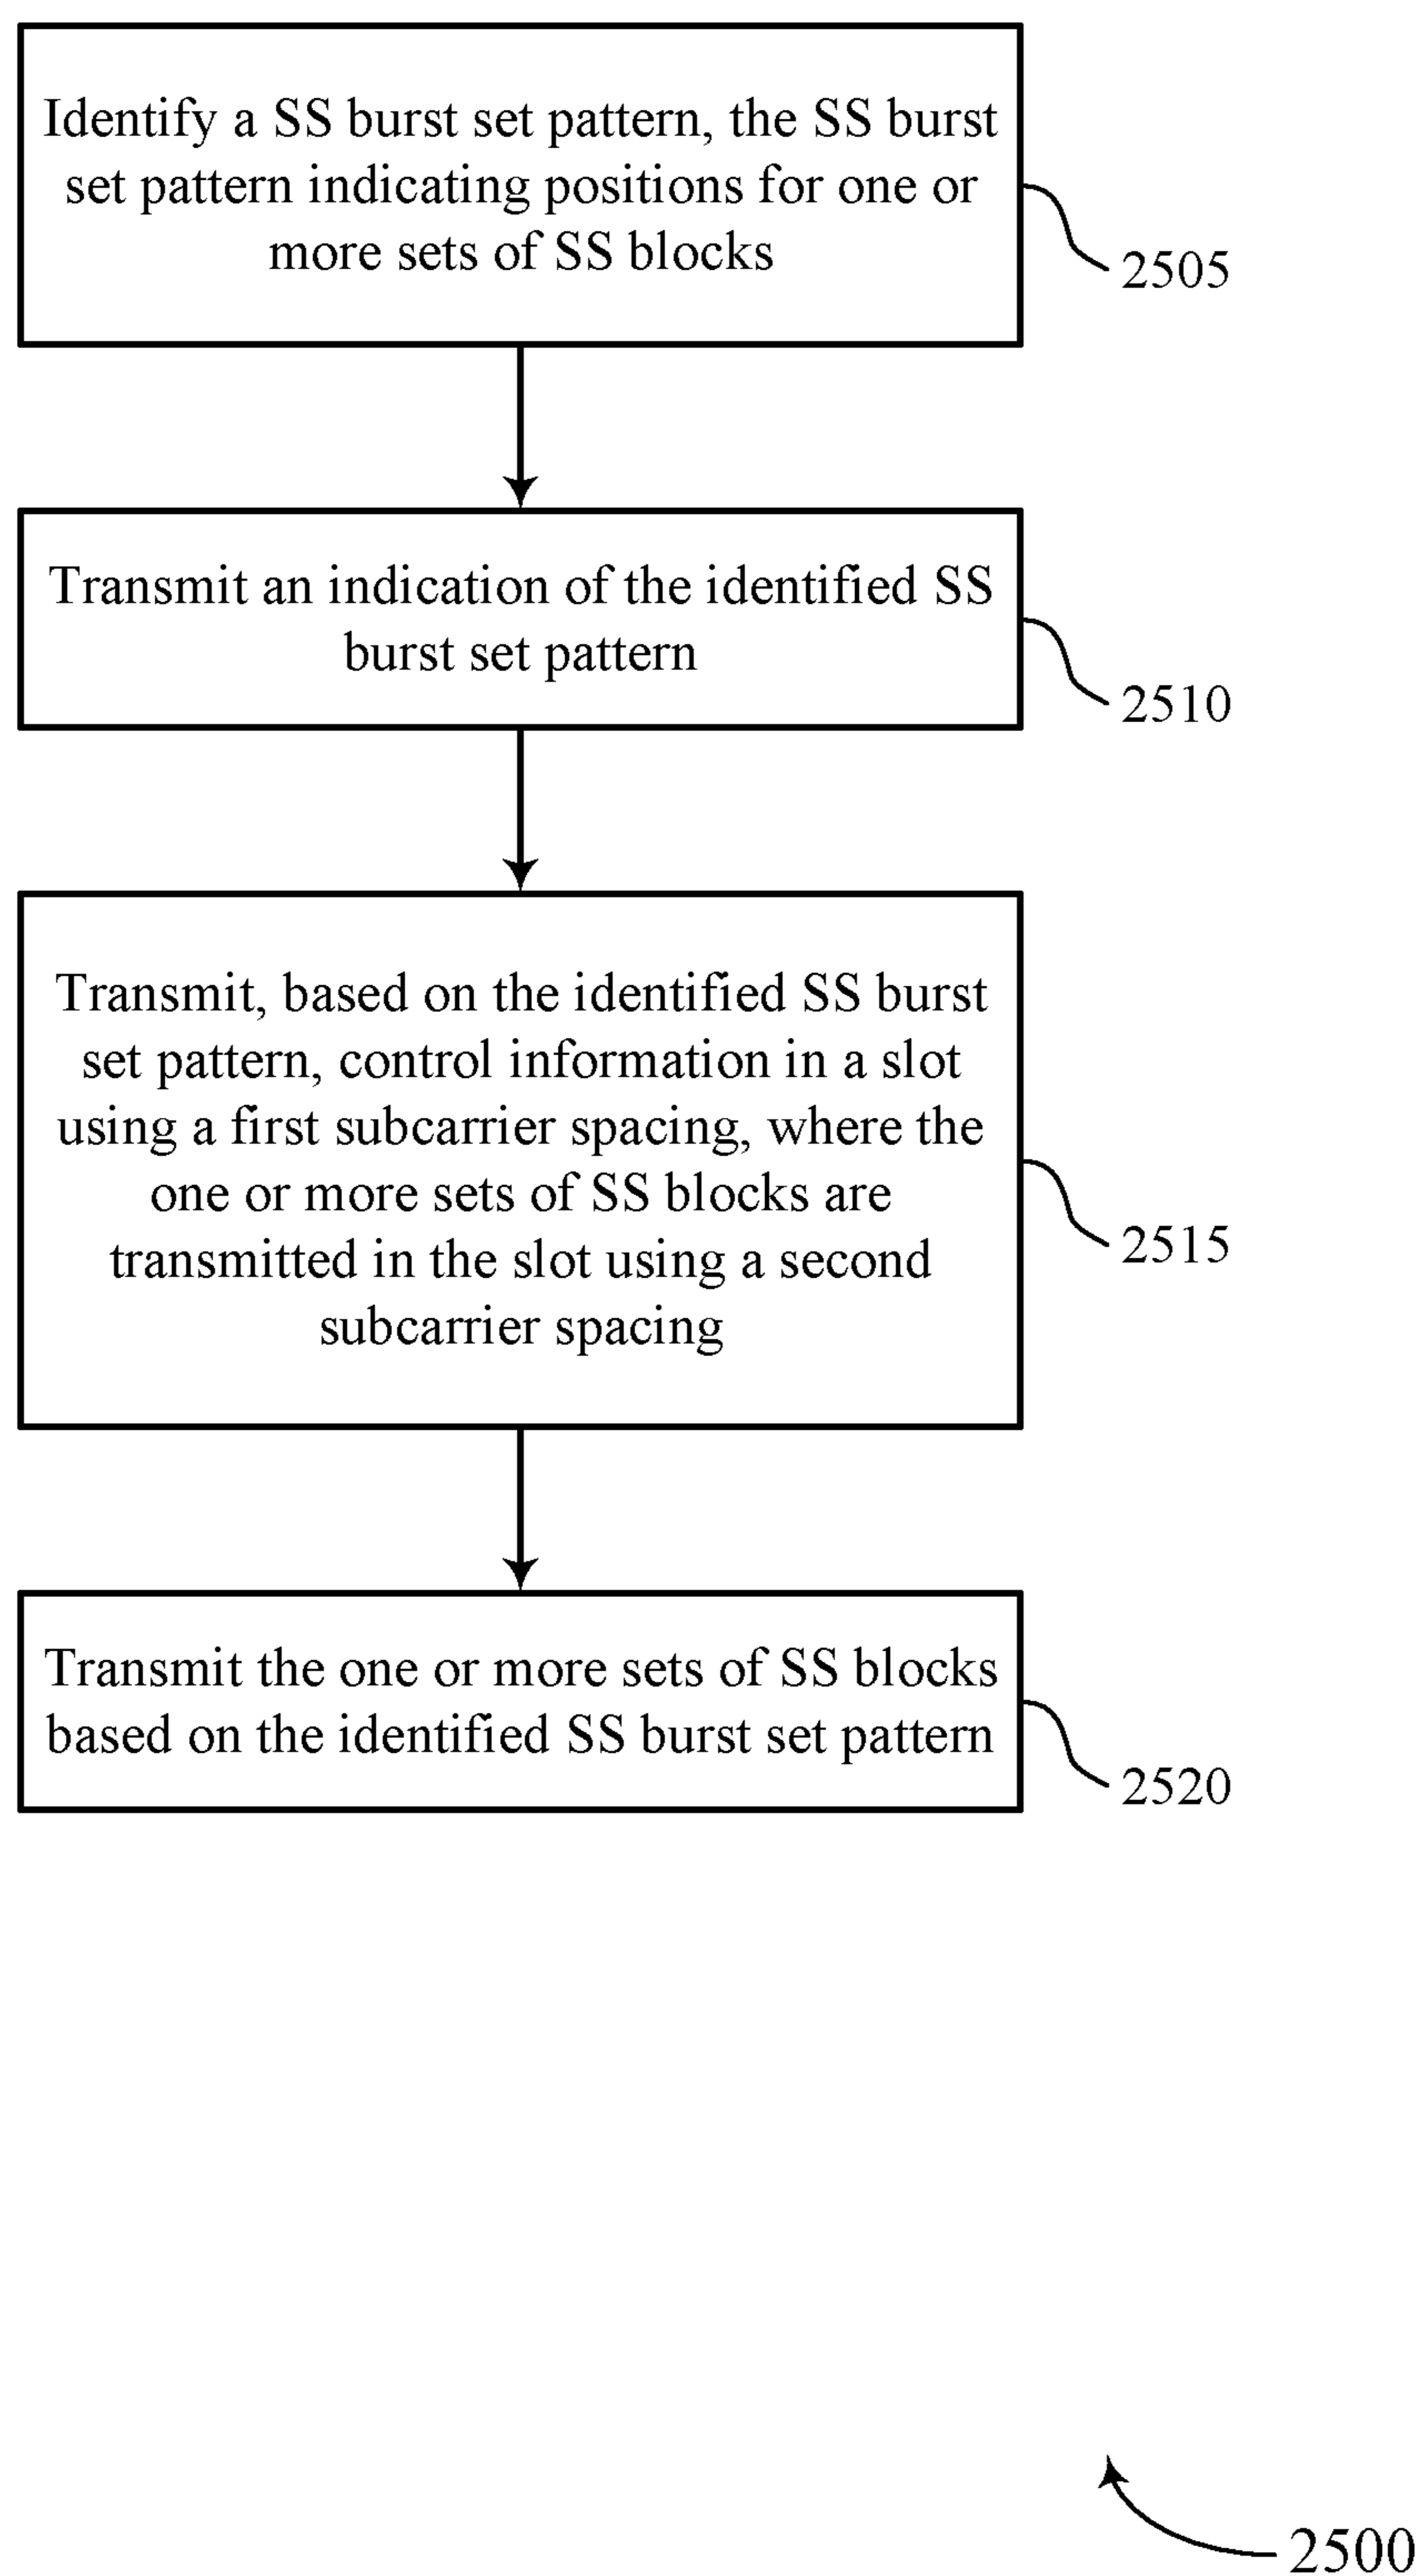 Identify a SS burst set pattern, the SS burst
set pattern indicating positions for one or
more sets of SS blocks
2505
Transmit an indication of the identified SS
burst set pattern
2510
Transmit, based on the identified SS burst
set pattern, control information in a slot
using a first subcarrier spacing, where the
one or more sets of SS blocks are
transmitted in the slot using a second
subcarrier spacing
2515
Transmit the one or more sets of SS blocks
based on the identified SS burst set pattern
2520
2500